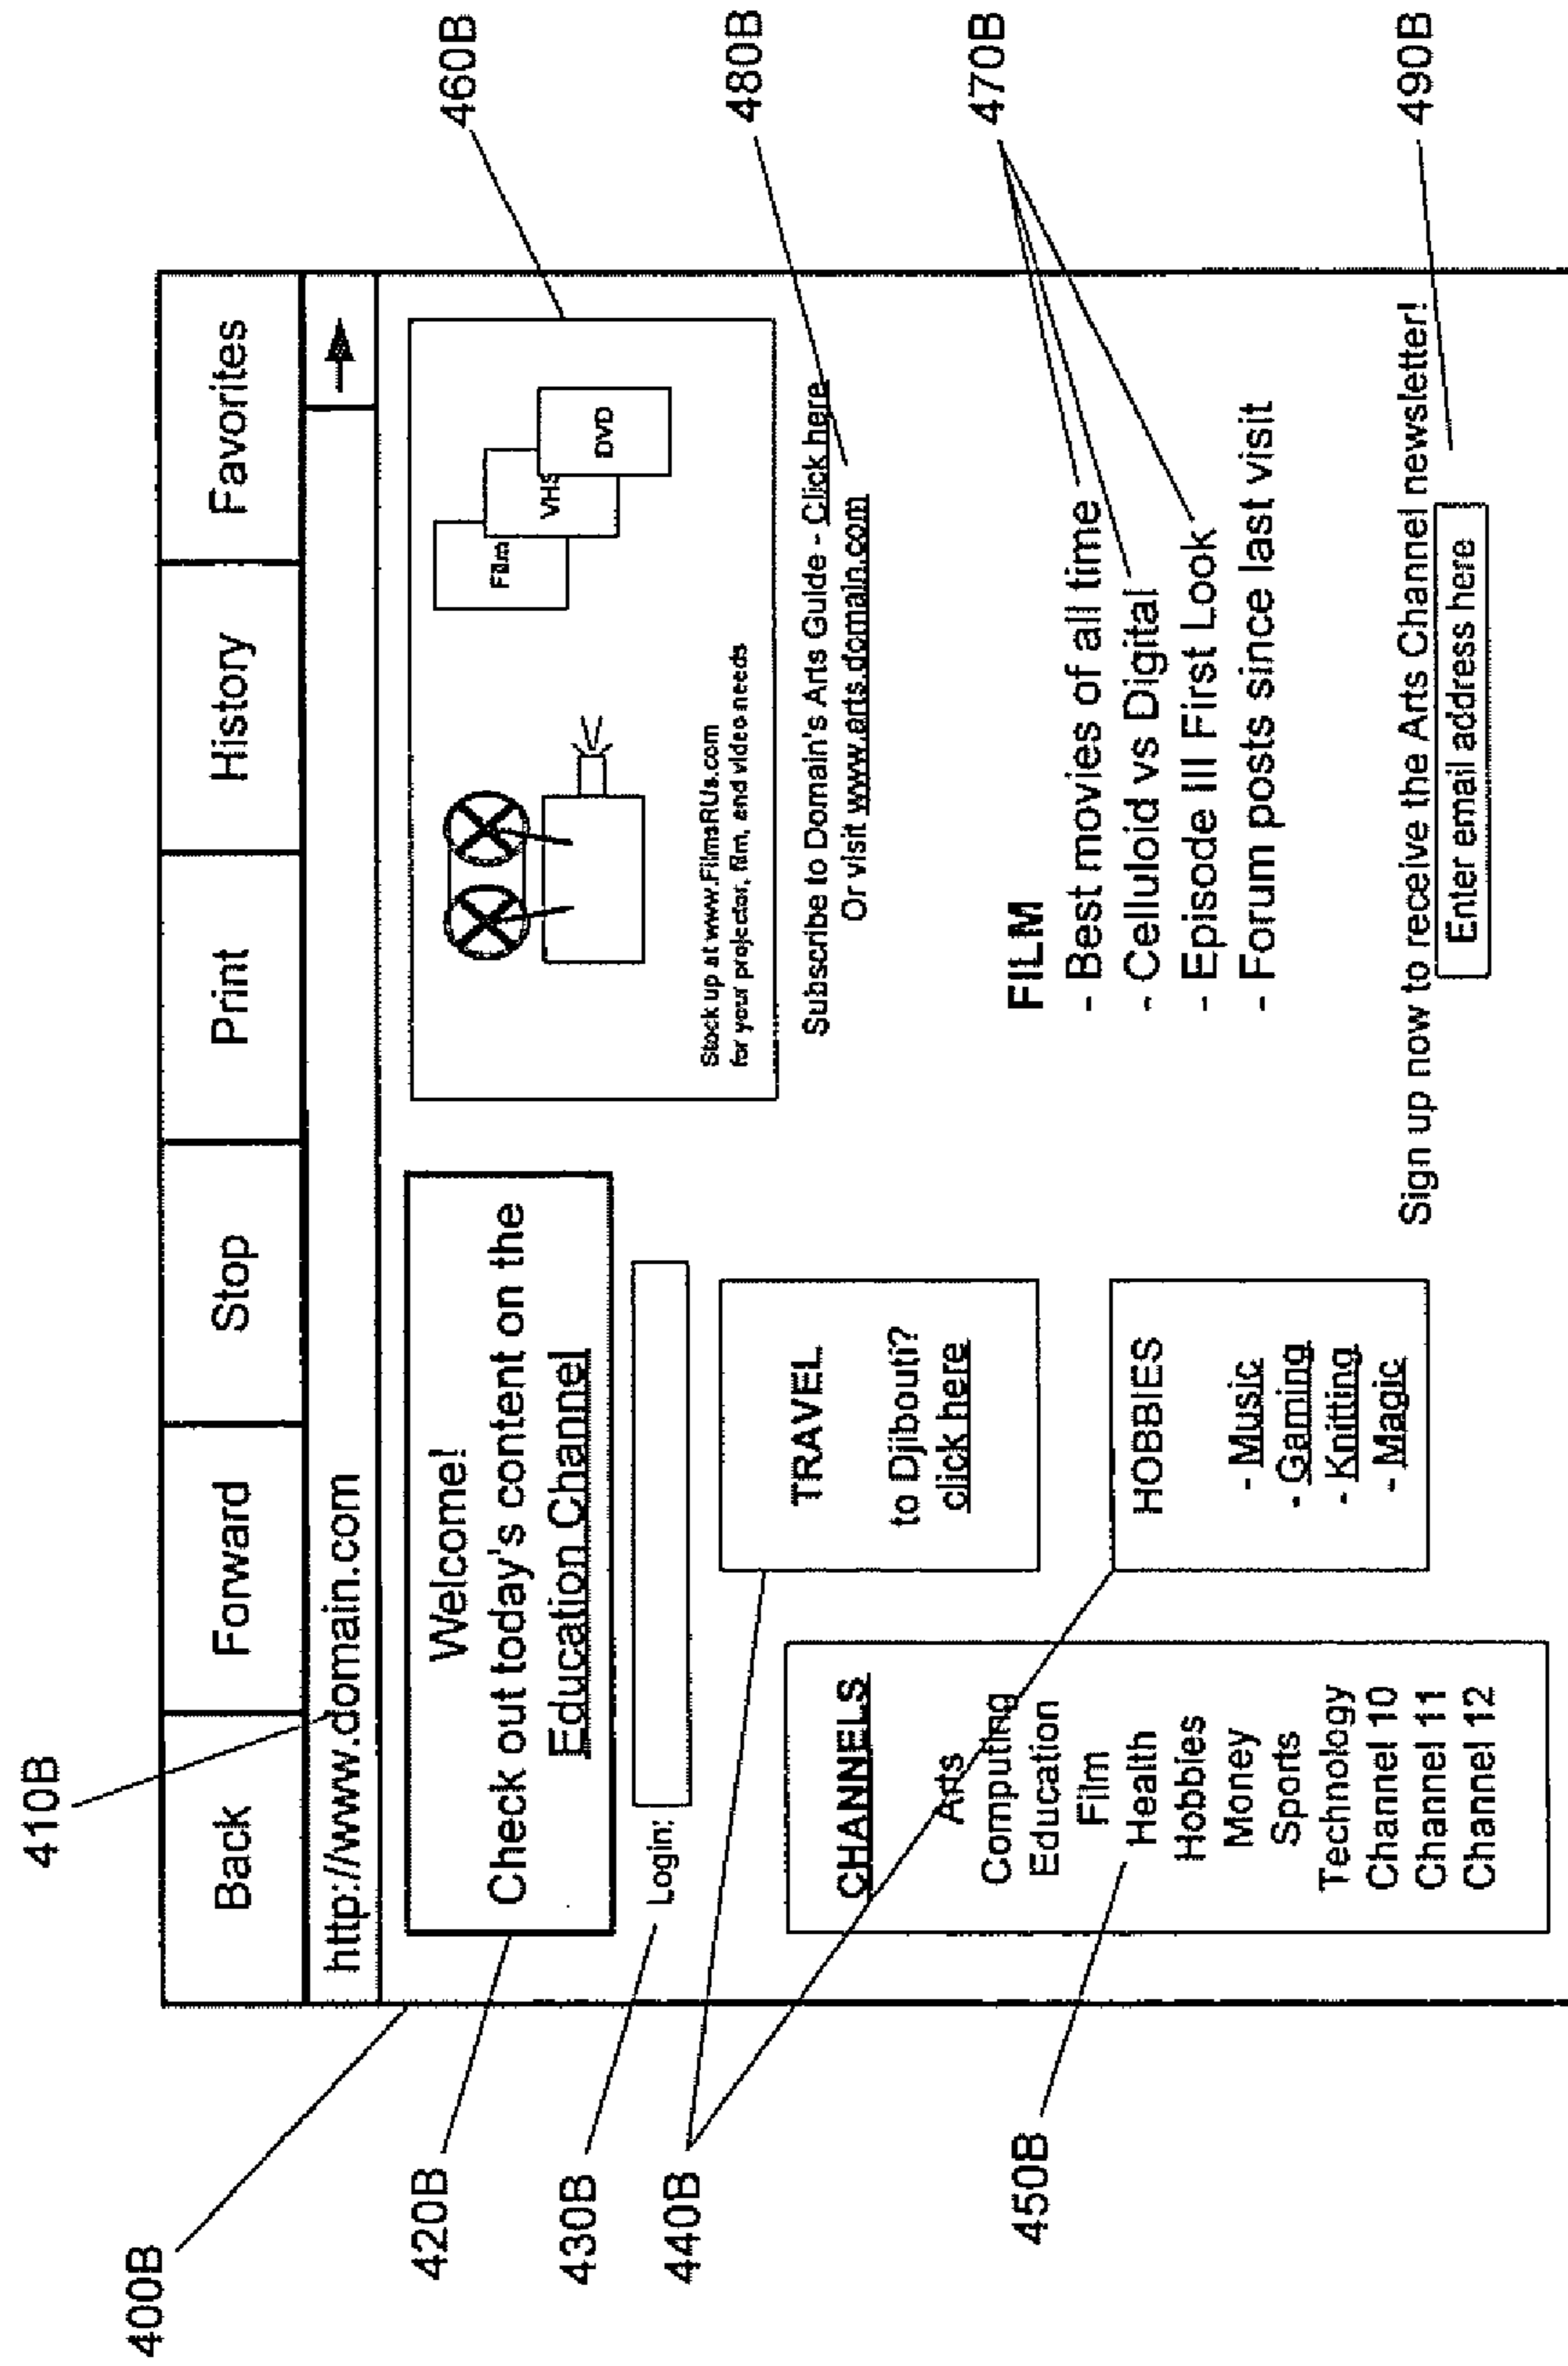 410B
400B
Back Forward Stop Print History Favorites
http://www.domain.com
420B
Welcome!
Check out today's content on the
Education Channel
430B
Login:
440B
TRAVEL
to Djibouti?
click here
HOBBIES
- Music
- Gaming
- Knitting
- Magic
450B
CHANNELS
Arts
Computing
Education
Film
Health
Hobbies
Money
Sports
Technology
Channel 10
Channel 11
Channel 12
460B
Film
VHS
DVD
Stock up at www.FilmsRUs.com
for your projector, film, and video needs
480B
Subscribe to Domain's Arts Guide - Click here
Or visit www.arts.domain.com
470B
FILM
- Best movies of all time
- Celluloid vs Digital
- Episode III First Look
- Forum posts since last visit
490B
Sign up now to receive the Arts Channel newsletter!
Enter email address here